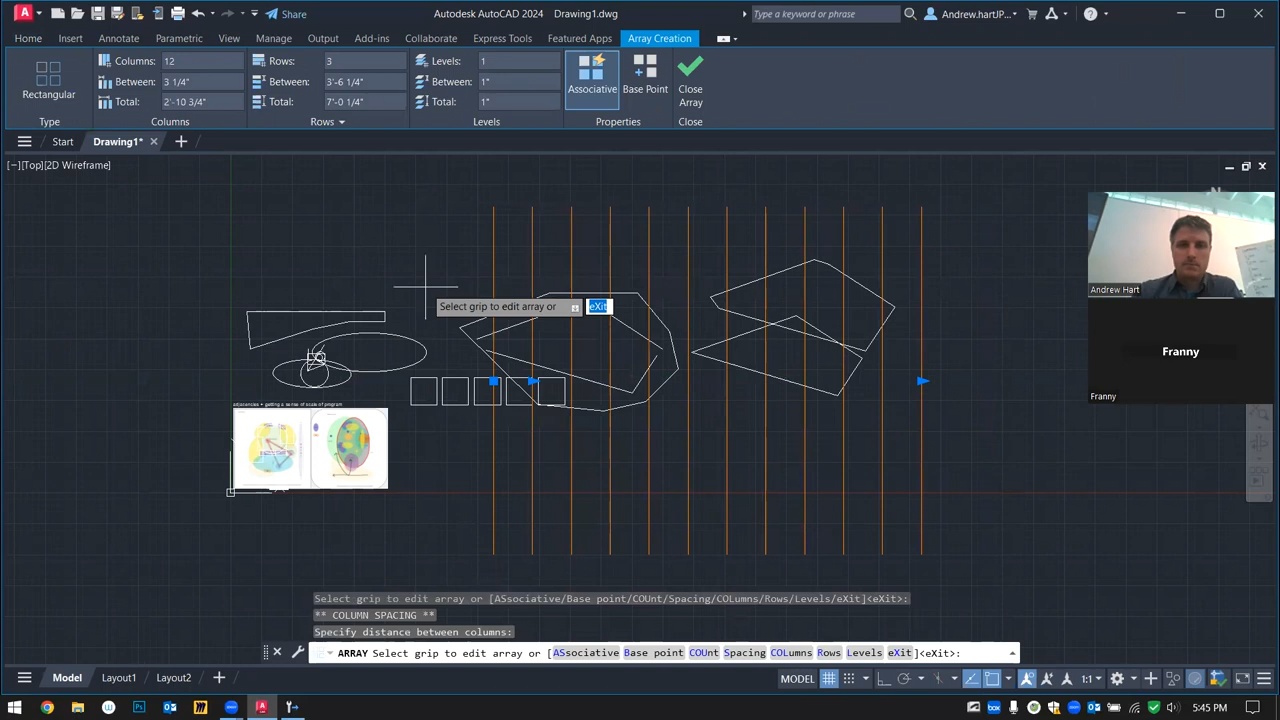 Share
Autodesk AutoCAD 2024 Drawing1.dwg
Type a keyword or phrase
Andrew.hartJP...
Home Insert Annotate Parametric View Manage Output Add-ins Collaborate Express Tools Featured Apps Array Creation
Columns: 12
Between: 3 1/4"
Total: 2'-10 3/4"
Rows: 3
Between: 3'-6 1/4"
Total: 7'-0 1/4"
Levels: 1
Between: 1"
Total: 1"
Rectangular
Associative
Base Point
Close
Array
Type Columns Rows Levels Properties Close
Start Drawing1*
[−][Top][2D Wireframe]
Select grip to edit array or eXit
adjacencies + getting a sense of scale of program
Andrew Hart
Franny
Franny
Select grip to edit array or [ASsociative/Base point/COUnt/Spacing/COLumns/Rows/Levels/eXit]<eXit>:
** COLUMN SPACING **
Specify distance between columns:
ARRAY Select grip to edit array or [ASsociative Base point COUnt Spacing COLumns Rows Levels eXit]<eXit>:
Model Layout1 Layout2
MODEL 1:1
5:45 PM